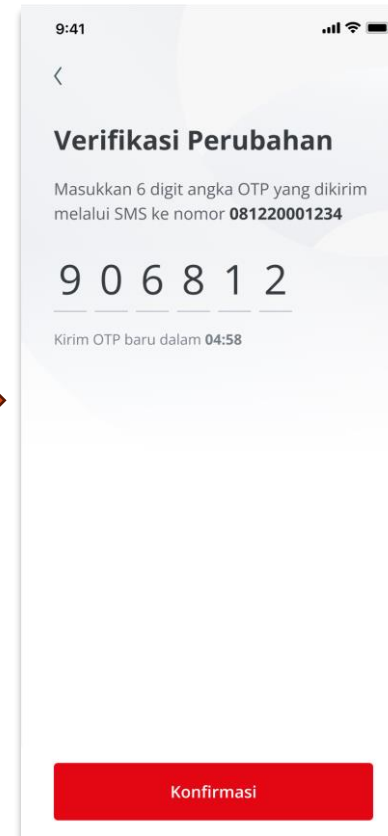 9:41
Verifikasi Perubahan
Masukkan 6 digit angka OTP yang dikirim
melalui SMS ke nomor 081220001234
9 0 6 8 1 2
Kirim OTP baru dalam 04:58
Konfirmasi